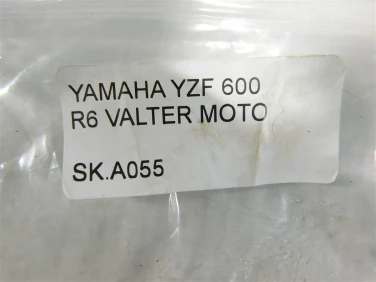 YAMAHA YZF 600
R6 VALTER MOTO
SK.A055